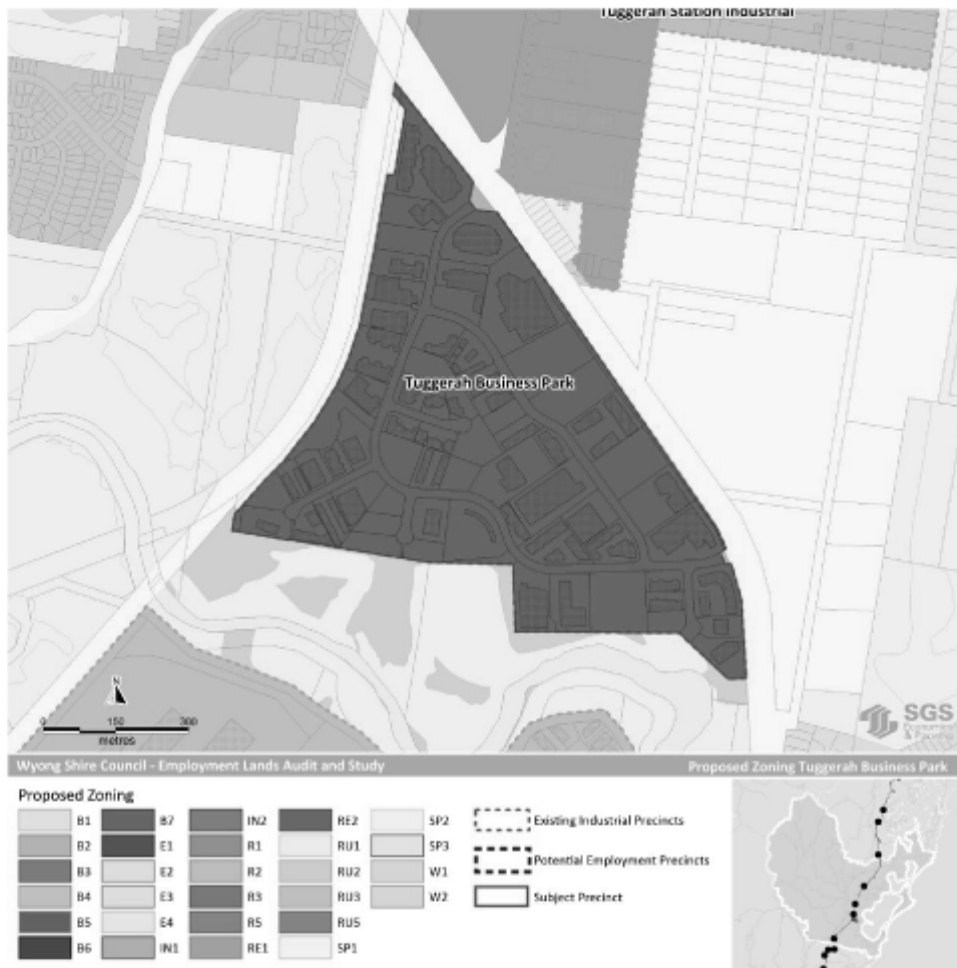 Tuggerah Station Industrial
Tuggerah Business Park
N
0 150 300
metres
SGS
Economics
& Planning
Wyong Shire Council - Employment Lands Audit and Study
Proposed Zoning Tuggerah Business Park
Proposed Zoning
B1 B7 IN2 RE2 SP2 Existing Industrial Precincts
B2 E1 R1 RU1 SP3
B3 E2 R2 RU2 W1 Potential Employment Precincts
B4 E3 R3 RU3 W2 Subject Precinct
B5 E4 R5 RU5
B6 IN1 RE1 SP1